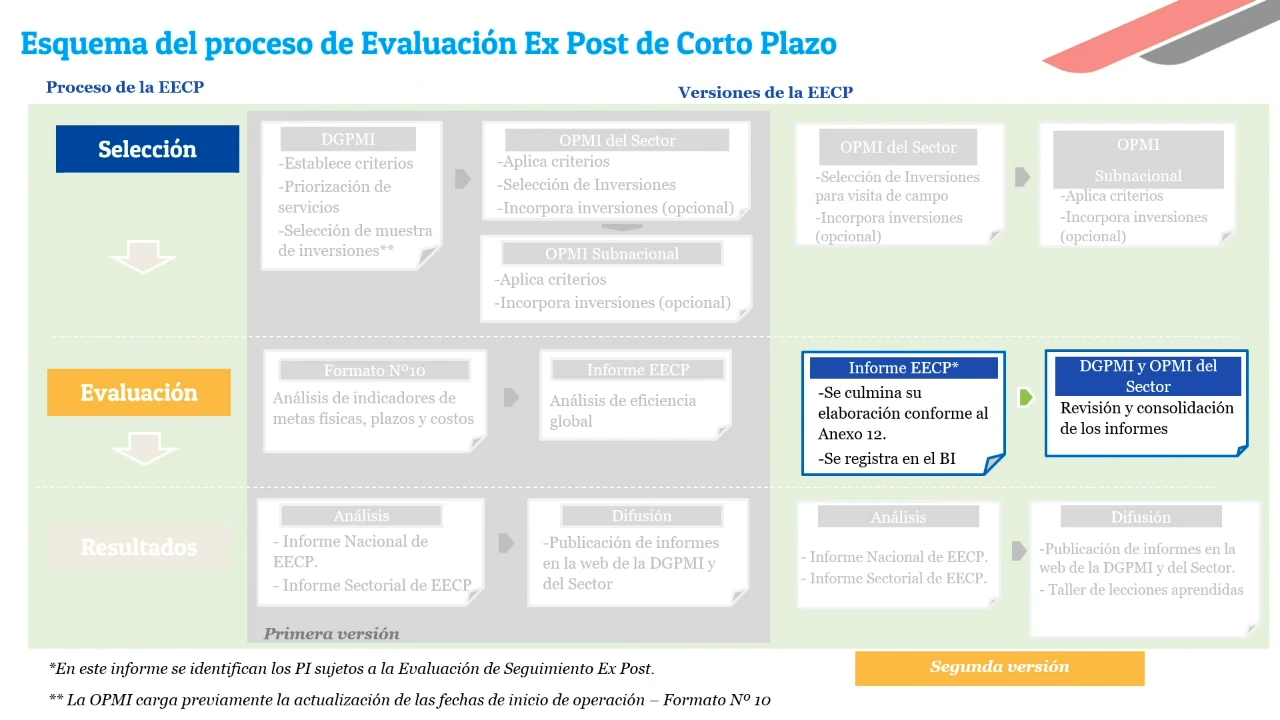 Esquema del proceso de Evaluación Ex Post de Corto Plazo
Proceso de la EECP
Versiones de la EECP
Selección
DGPMI
-Establece criterios
-Priorización de
servicios
-Selección de muestra
de inversiones**
OPMI del Sector
-Aplica criterios
-Selección de Inversiones
-Incorpora inversiones (opcional)
OPMI Subnacional
-Aplica criterios
-Incorpora inversiones (opcional)
OPMI del Sector
-Selección de Inversiones
para visita de campo
-Incorpora inversiones
(opcional)
OPMI
Subnacional
-Aplica criterios
-Incorpora inversiones
(opcional)
Evaluación
Formato Nº10
Análisis de indicadores de
metas físicas, plazos y costos
Informe EECP
Análisis de eficiencia
global
Informe EECP*
-Se culmina su
elaboración conforme al
Anexo 12.
-Se registra en el BI
DGPMI y OPMI del
Sector
Revisión y consolidación
de los informes
Resultados
Análisis
- Informe Nacional de
EECP.
- Informe Sectorial de EECP
Difusión
-Publicación de informes
en la web de la DGPMI y
del Sector
Análisis
- Informe Nacional de EECP.
- Informe Sectorial de EECP.
Difusión
-Publicación de informes en la
web de la DGPMI y del Sector.
- Taller de lecciones aprendidas
Primera versión
Segunda versión
*En este informe se identifican los PI sujetos a la Evaluación de Seguimiento Ex Post.
** La OPMI carga previamente la actualización de las fechas de inicio de operación – Formato Nº 10